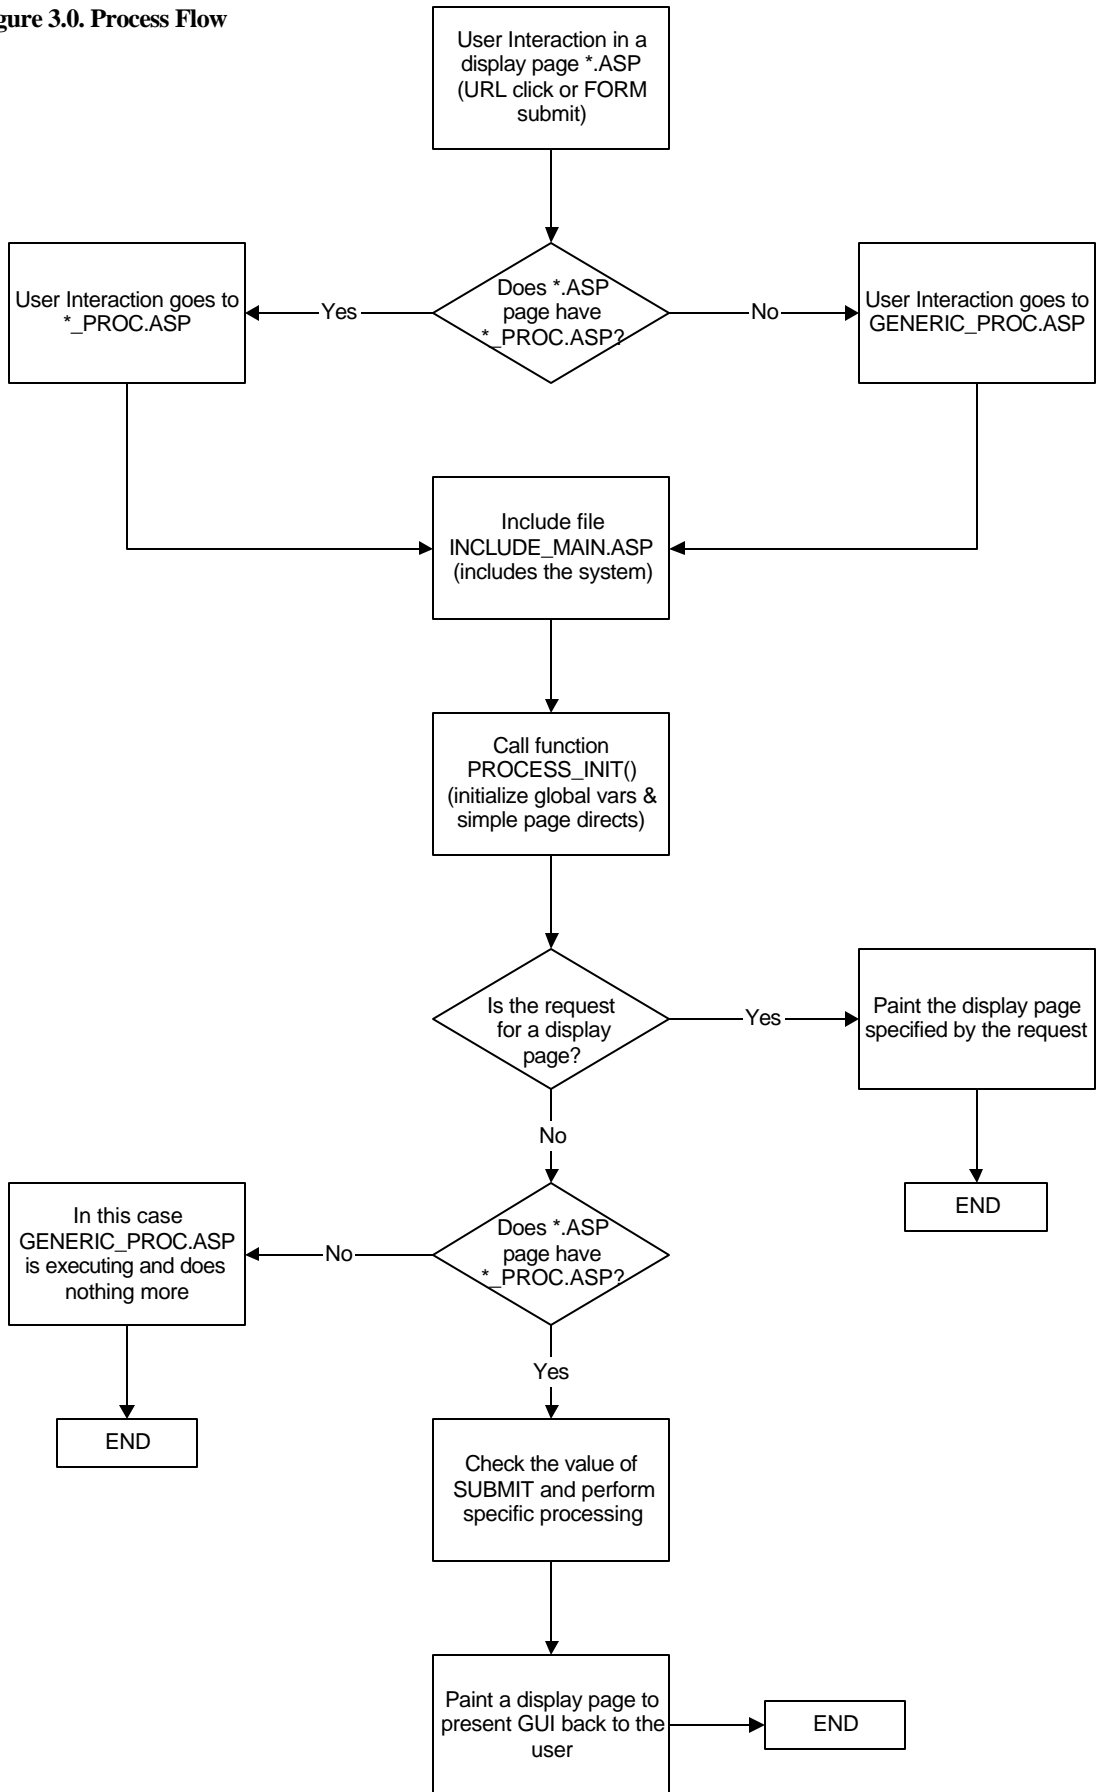 gure 3.0. Process Flow
User Interaction in a
display page *.ASP
(URL click or FORM
submit)
User Interaction goes to
*_PROC.ASP
Yes
Does *.ASP
page have
*_PROC.ASP?
No
User Interaction goes to
GENERIC_PROC.ASP
Include file
INCLUDE_MAIN.ASP
(includes the system)
Call function
PROCESS_INIT()
(initialize global vars &
simple page directs)
Is the request
for a display
page?
Yes
Paint the display page
specified by the request
No
END
In this case
GENERIC_PROC.ASP
is executing and does
nothing more
No
Does *.ASP
page have
*_PROC.ASP?
Yes
END
Check the value of
SUBMIT and perform
specific processing
Paint a display page to
present GUI back to the
user
END